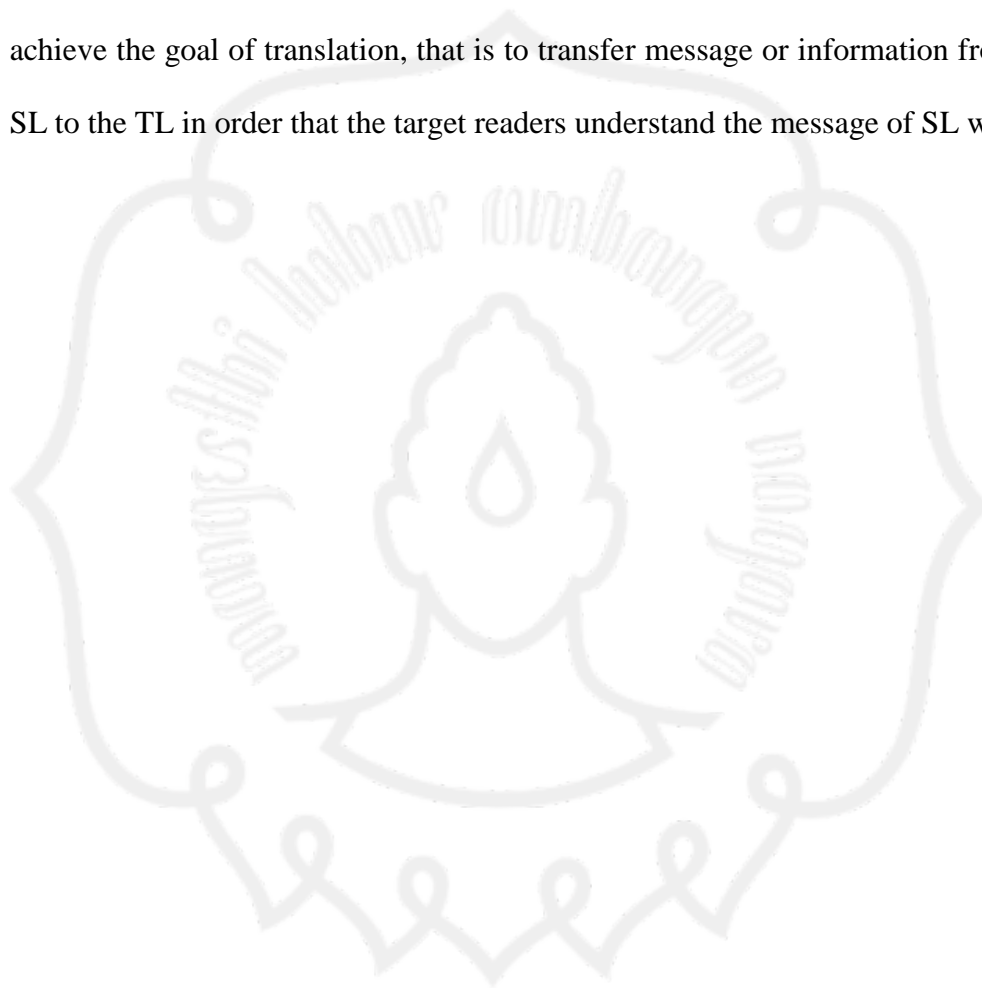 achieve the goal of translation, that is to transfer message or information
SL to the TL in order that the target readers understand the message of SL